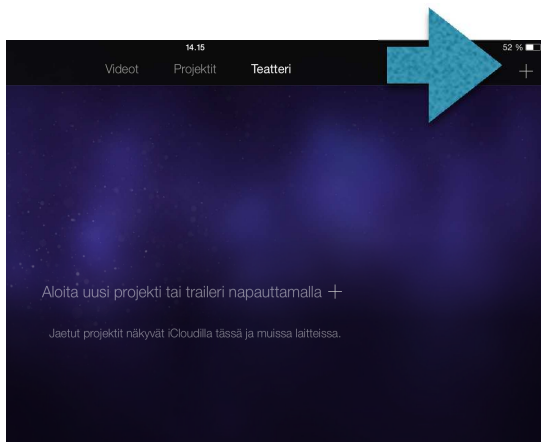 14.15
52 %
Videot Projektit Teatteri +
Aloita uusi projekti tai traileri napauttamalla +
Jaetut projektit näkyvät iCloudilla tässä ja muissa laitteissa.